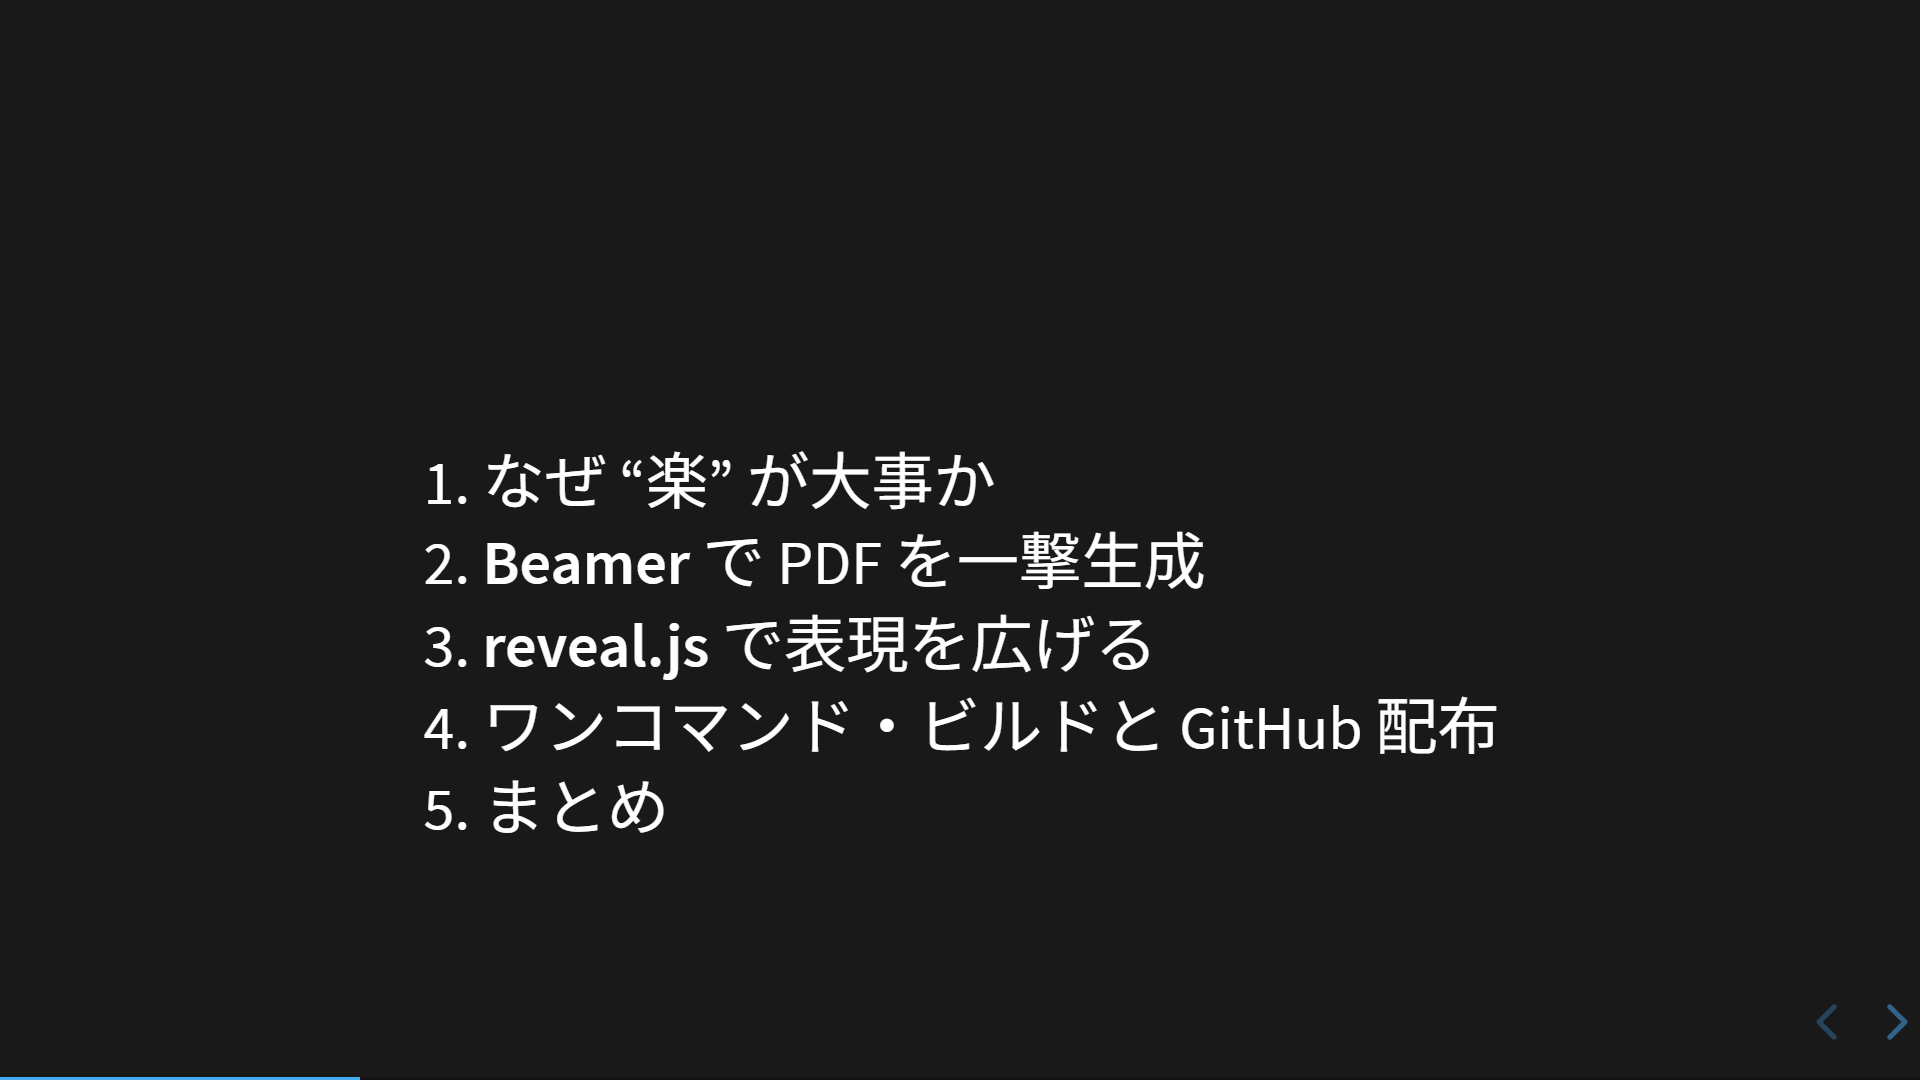 1. なぜ “楽” が大事か
2. Beamer で PDF を一撃生成
3. reveal.js で表現を広げる
4. ワンコマンド・ビルドと GitHub 配布
5. まとめ